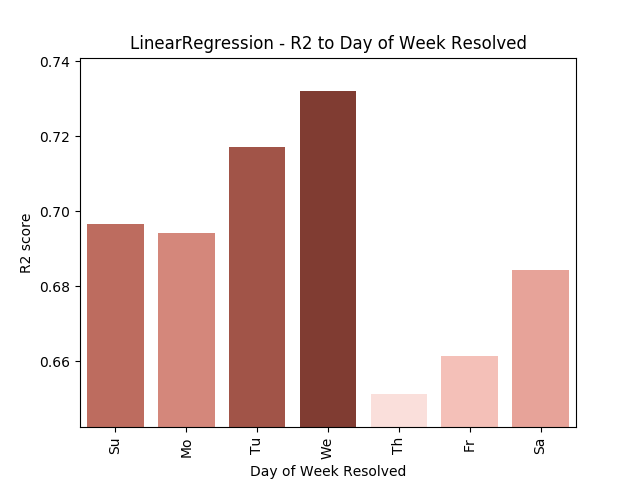 LinearRegression - R2 to Day of Week Resolved
0.74
0.72
0.70
0.68
0.66
R2 score
Su
Mo
Tu
We
Th
Fr
Sa
Day of Week Resolved